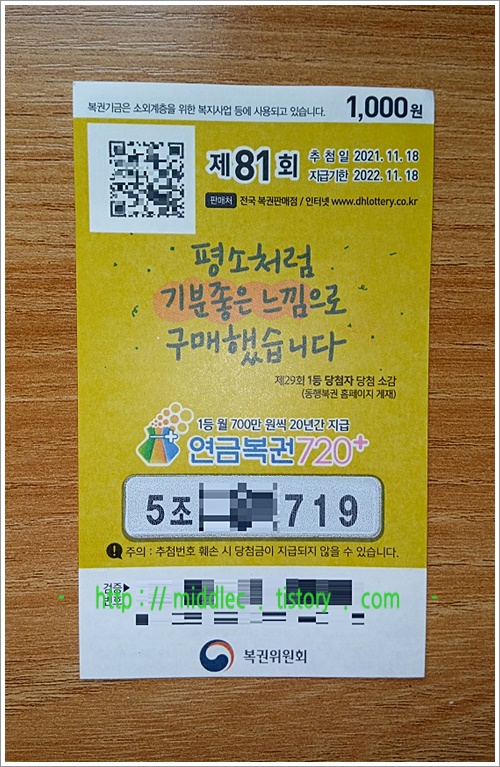 복권기금은 소외계층을 위한 복지사업 등에 사용되고 있습니다. 1,000원
제81회
추 첨 일 2021. 11. 18
지급기한 2022. 11. 18
판매처 전국 복권판매점 / 인터넷 www.dhlottery.co.kr
평소처럼
기분좋은 느낌으로
구매했습니다
제29회 1등 당첨자 당첨 소감
(동행복권 홈페이지 게재)
1등 월 700만 원씩 20년간 지급
연금복권720+
5조 719
! 주의 : 추첨번호 훼손 시 당첨금이 지급되지 않을 수 있습니다.
검증
번호
- http://middlec.tistory.com -
복권위원회